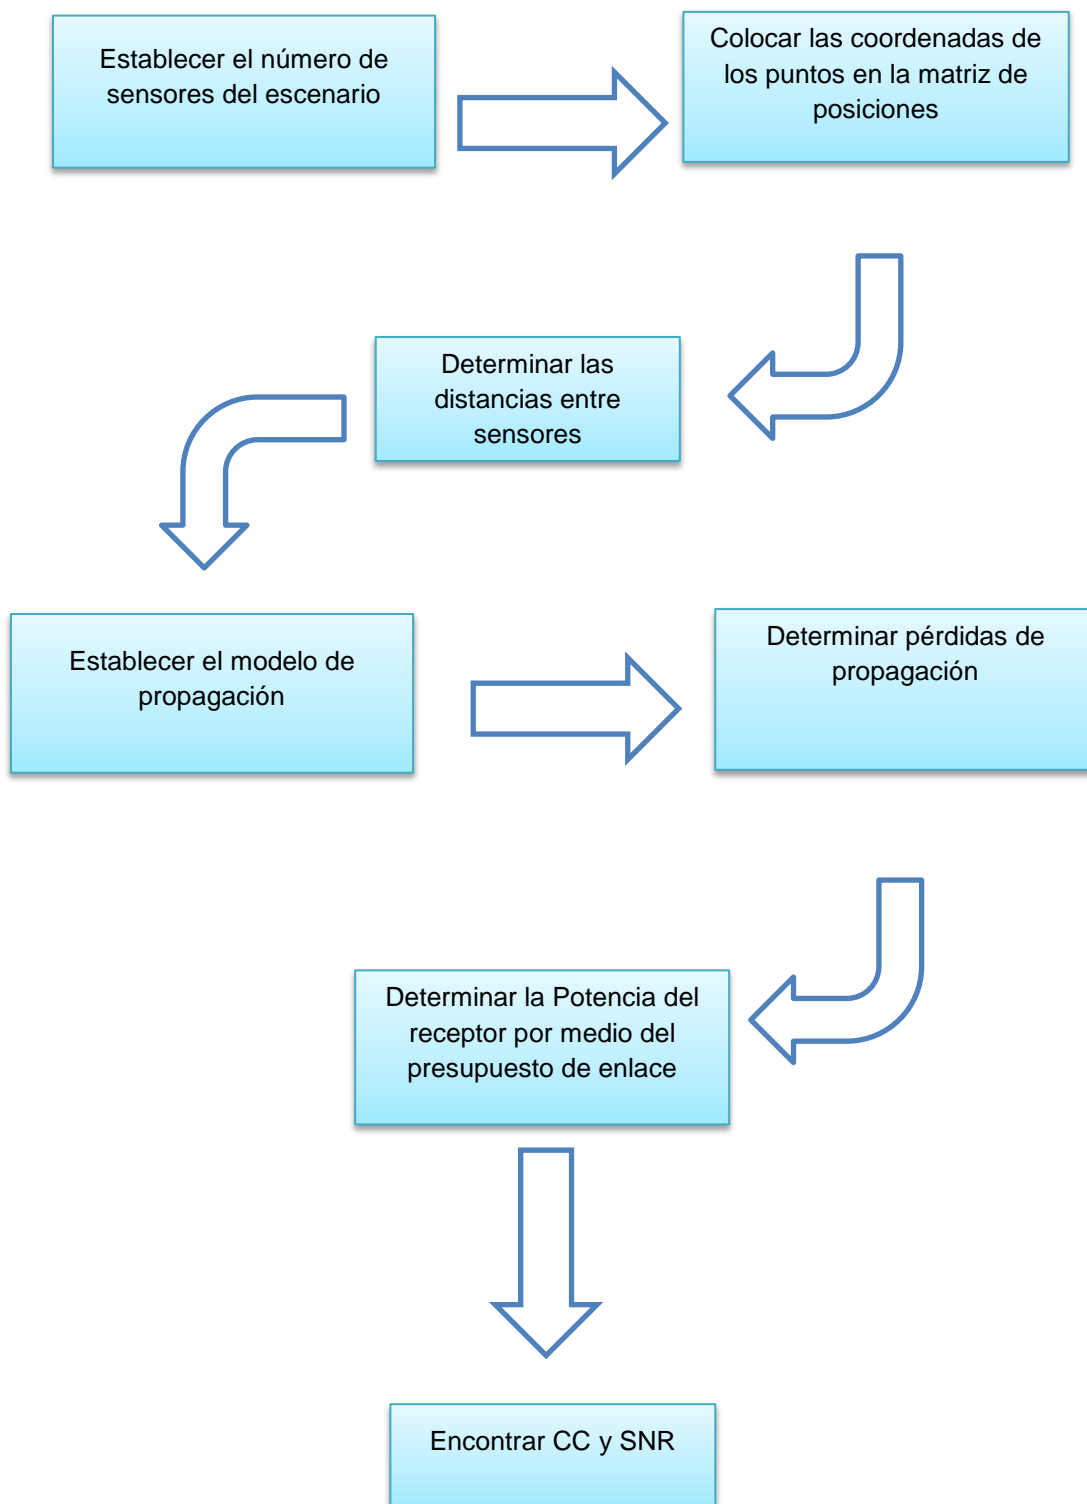 Establecer el número de
sensores del escenario
Colocar las coordenadas de
los puntos en la matriz de
posiciones
Determinar las
distancias entre
sensores
Establecer el modelo de
propagación
Determinar pérdidas de
propagación
Determinar la Potencia del
receptor por medio del
presupuesto de enlace
Encontrar CC y SNR